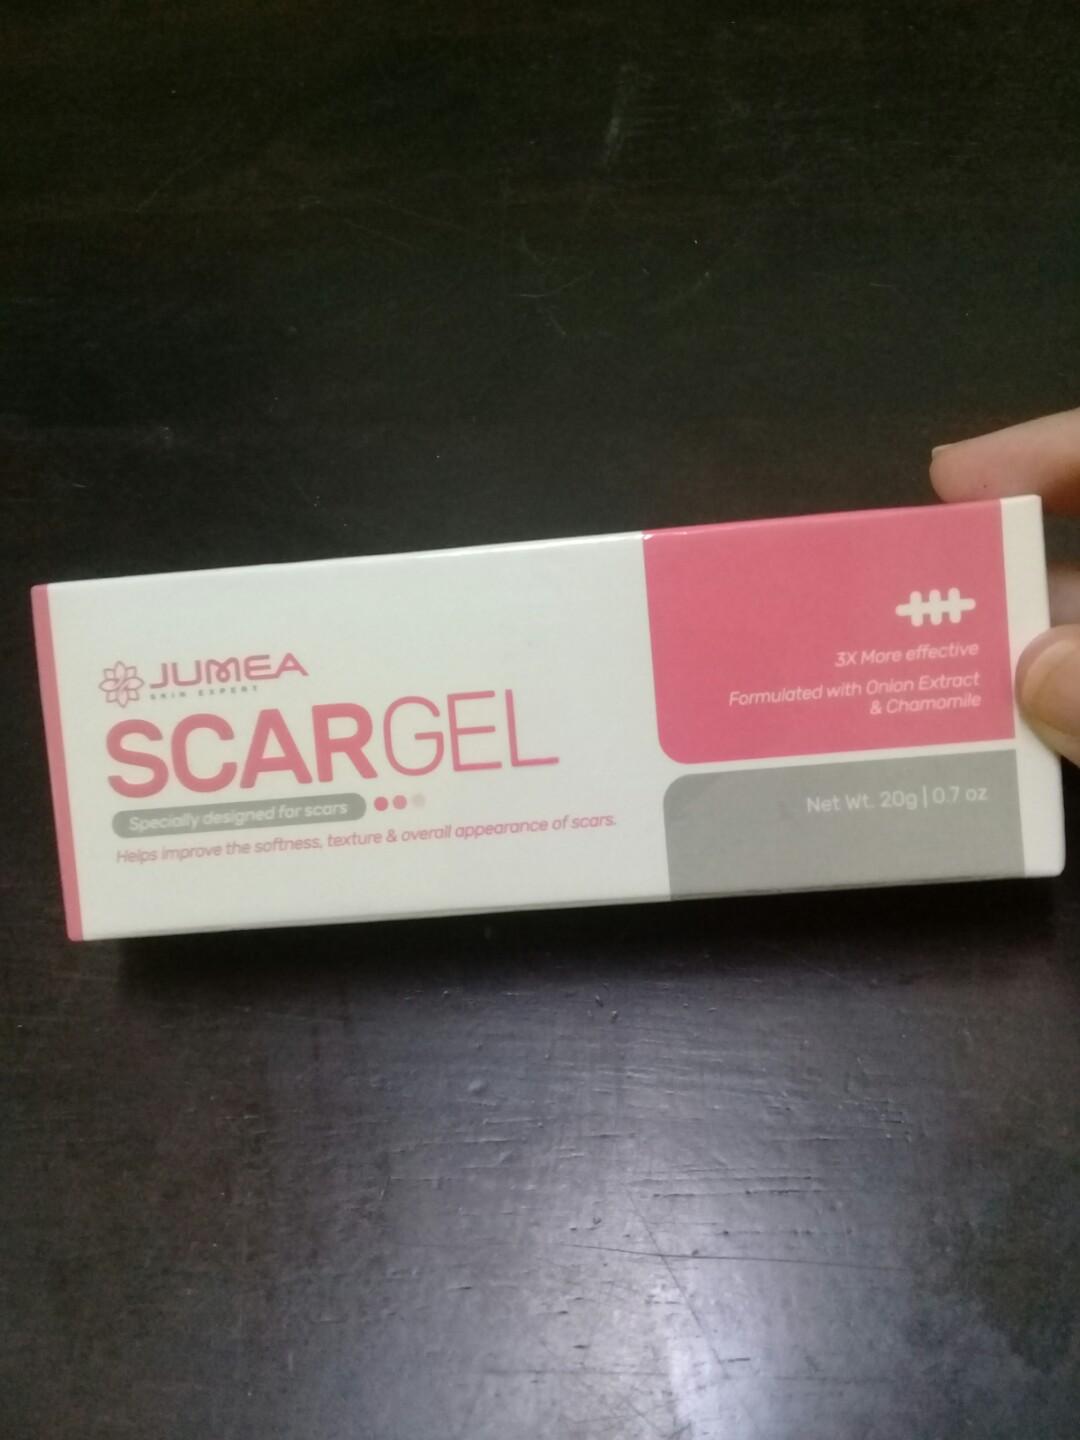 JUMEA
SKIN EXPERT
SCARGEL
Specially designed for scars
Helps improve the softness, texture & overall appearance of scars.
3X More effective
Formulated with Onion Extract
& Chamomile
Net Wt. 20g | 0.7 oz